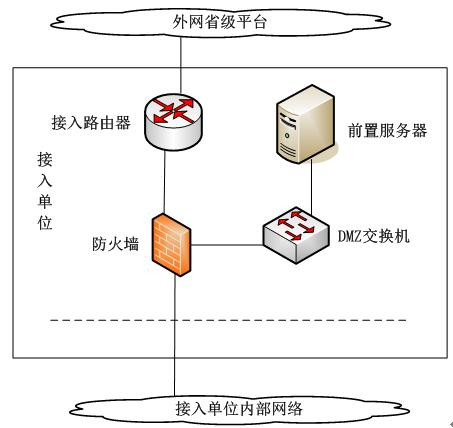 外网省级平台
接入路由器
前置服务器
接入单位
防火墙
DMZ交换机
接入单位内部网络